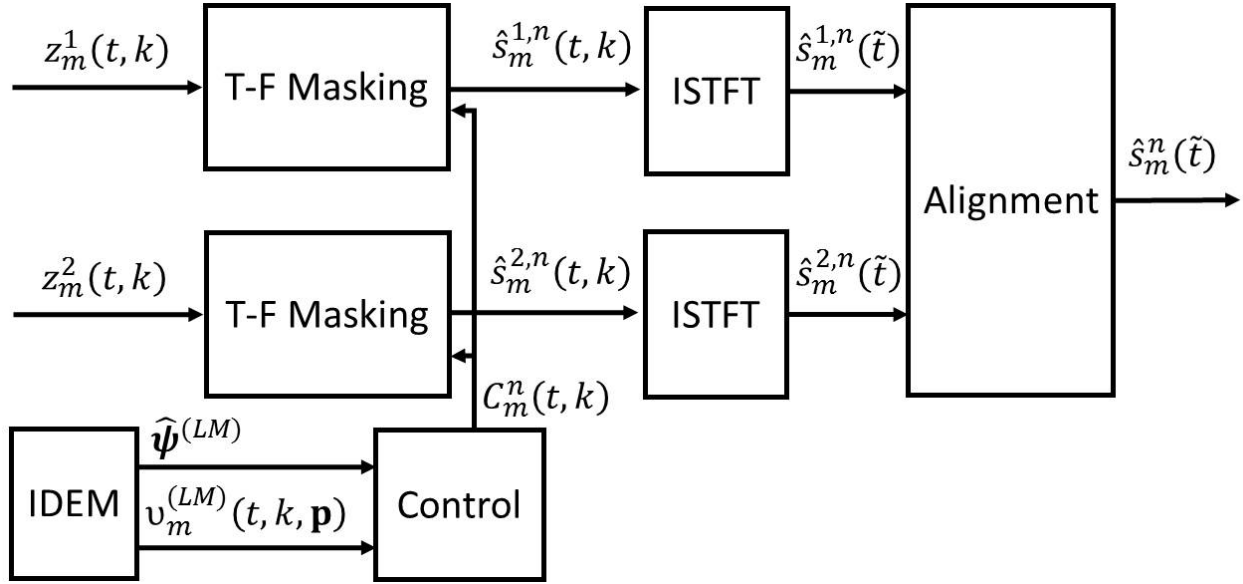 z_m^1(t, k)
T-F Masking
ŝ_m^{1,n}(t, k)
ISTFT
ŝ_m^{1,n}(t̃)
Alignment
ŝ_m^n(t̃)
z_m^2(t, k)
T-F Masking
ŝ_m^{2,n}(t, k)
ISTFT
ŝ_m^{2,n}(t̃)
C_m^n(t, k)
IDEM
ψ̂^{(LM)}
υ_m^{(LM)}(t, k, p)
Control